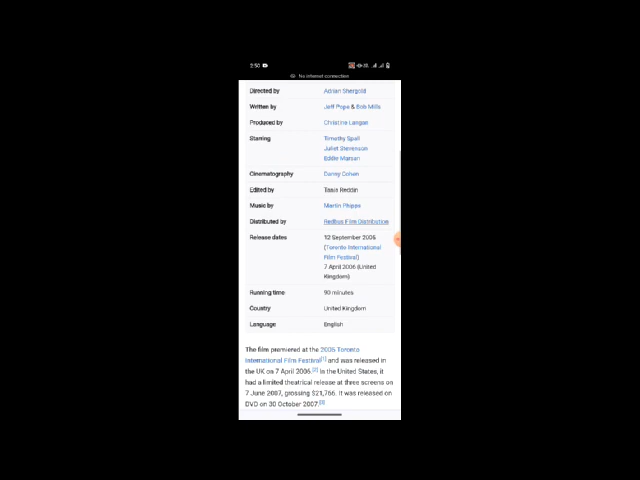 2:50
No internet connection
Directed by Adrian Shergold
Written by Jeff Pope & Bob Mills
Produced by Christine Langan
Starring Timothy Spall
Juliet Stevenson
Eddie Marsan
Cinematography Danny Cohen
Edited by Tania Reddin
Music by Martin Phipps
Distributed by Redbus Film Distribution
Release dates 12 September 2005
(Toronto International
Film Festival)
7 April 2006 (United
Kingdom)
Running time 90 minutes
Country United Kingdom
Language English
The film premiered at the 2005 Toronto
International Film Festival[1] and was released in
the UK on 7 April 2006.[2] In the United States, it
had a limited theatrical release at three screens on
7 June 2007, grossing $21,766. It was released on
DVD on 30 October 2007.[3]